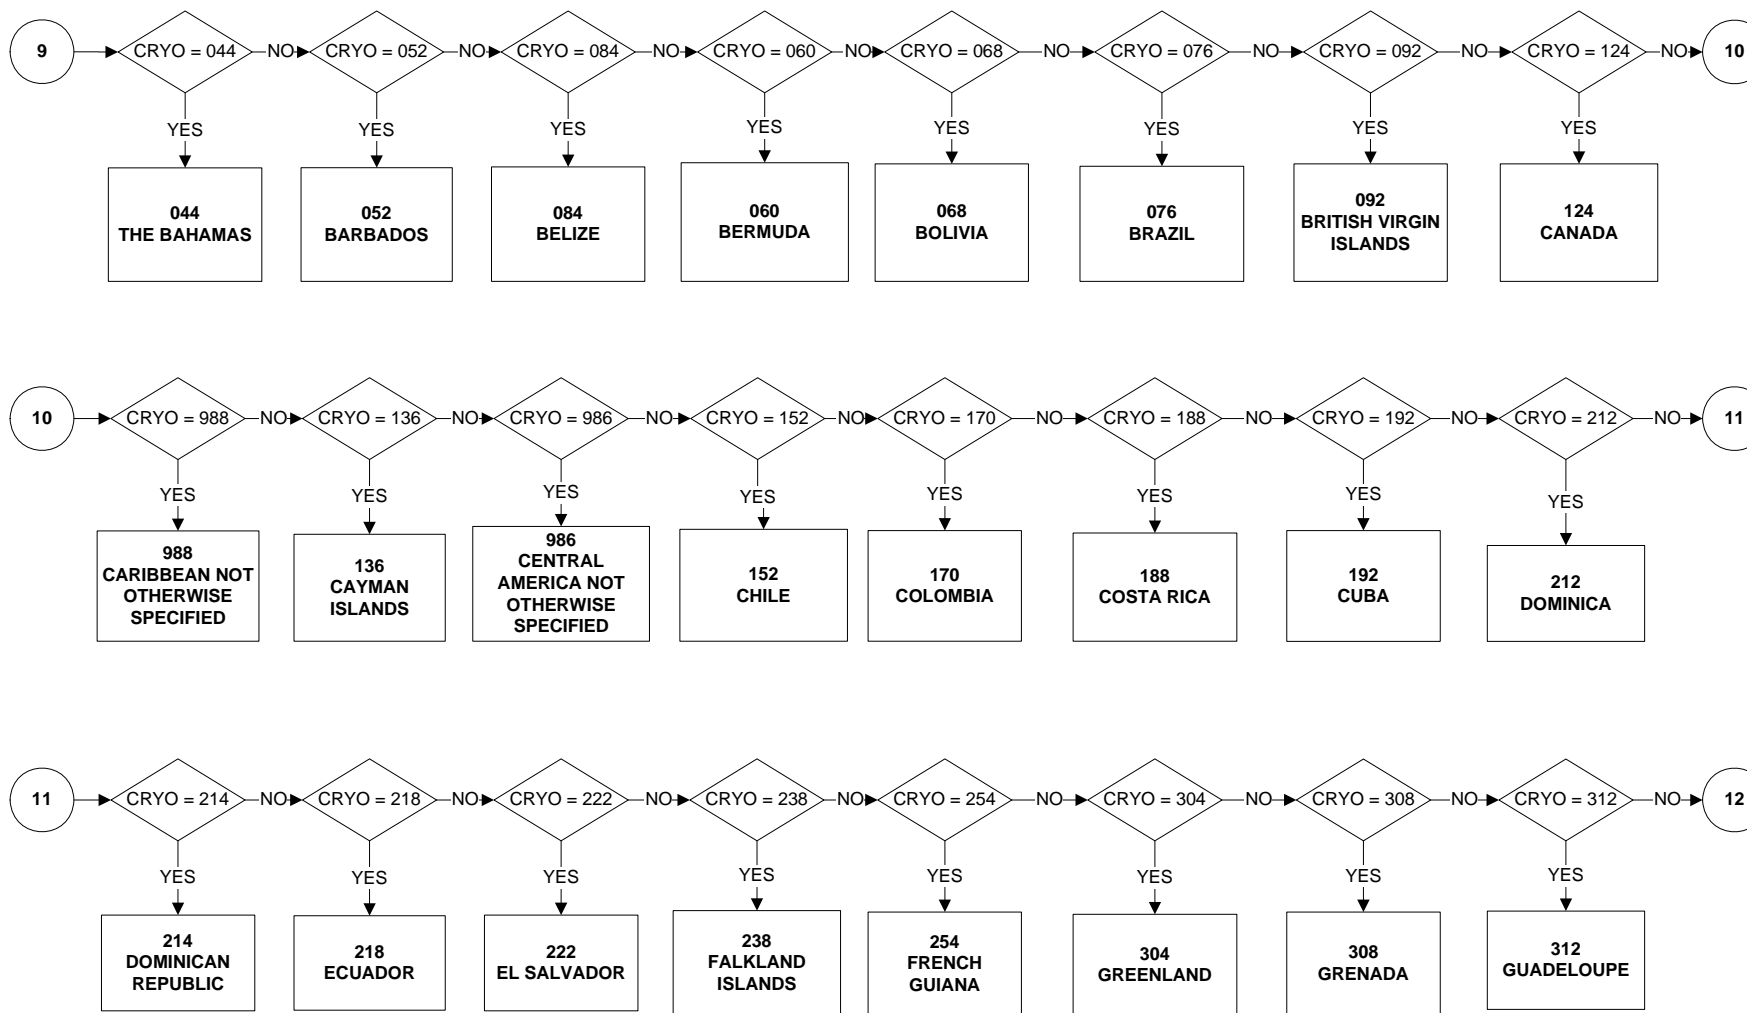 9
CRYO = 044
NO
CRYO = 052
NO
CRYO = 084
NO
CRYO = 060
NO
CRYO = 068
NO
CRYO = 076
NO
CRYO = 092
NO
CRYO = 124
NO
10
YES
YES
YES
YES
YES
YES
YES
YES
044
THE BAHAMAS
052
BARBADOS
084
BELIZE
060
BERMUDA
068
BOLIVIA
076
BRAZIL
092
BRITISH VIRGIN
ISLANDS
124
CANADA
10
CRYO = 988
NO
CRYO = 136
NO
CRYO = 986
NO
CRYO = 152
NO
CRYO = 170
NO
CRYO = 188
NO
CRYO = 192
NO
CRYO = 212
NO
11
YES
YES
YES
YES
YES
YES
YES
YES
988
CARIBBEAN NOT
OTHERWISE
SPECIFIED
136
CAYMAN
ISLANDS
986
CENTRAL
AMERICA NOT
OTHERWISE
SPECIFIED
152
CHILE
170
COLOMBIA
188
COSTA RICA
192
CUBA
212
DOMINICA
11
CRYO = 214
NO
CRYO = 218
NO
CRYO = 222
NO
CRYO = 238
NO
CRYO = 254
NO
CRYO = 304
NO
CRYO = 308
NO
CRYO = 312
NO
12
YES
YES
YES
YES
YES
YES
YES
YES
214
DOMINICAN
REPUBLIC
218
ECUADOR
222
EL SALVADOR
238
FALKLAND
ISLANDS
254
FRENCH
GUIANA
304
GREENLAND
308
GRENADA
312
GUADELOUPE